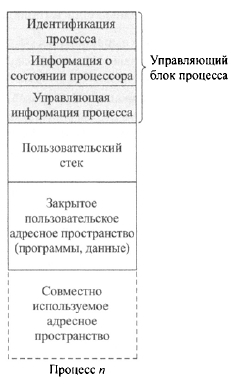 Идентификация
процесса
Информация о
состоянии процессора
Управляющая
информация процесса
Управляющий
блок процесса
Пользовательский
стек
Закрытое
пользовательское
адресное пространство
(программы, данные)
Совместно
используемое
адресное
пространство
Процесс n